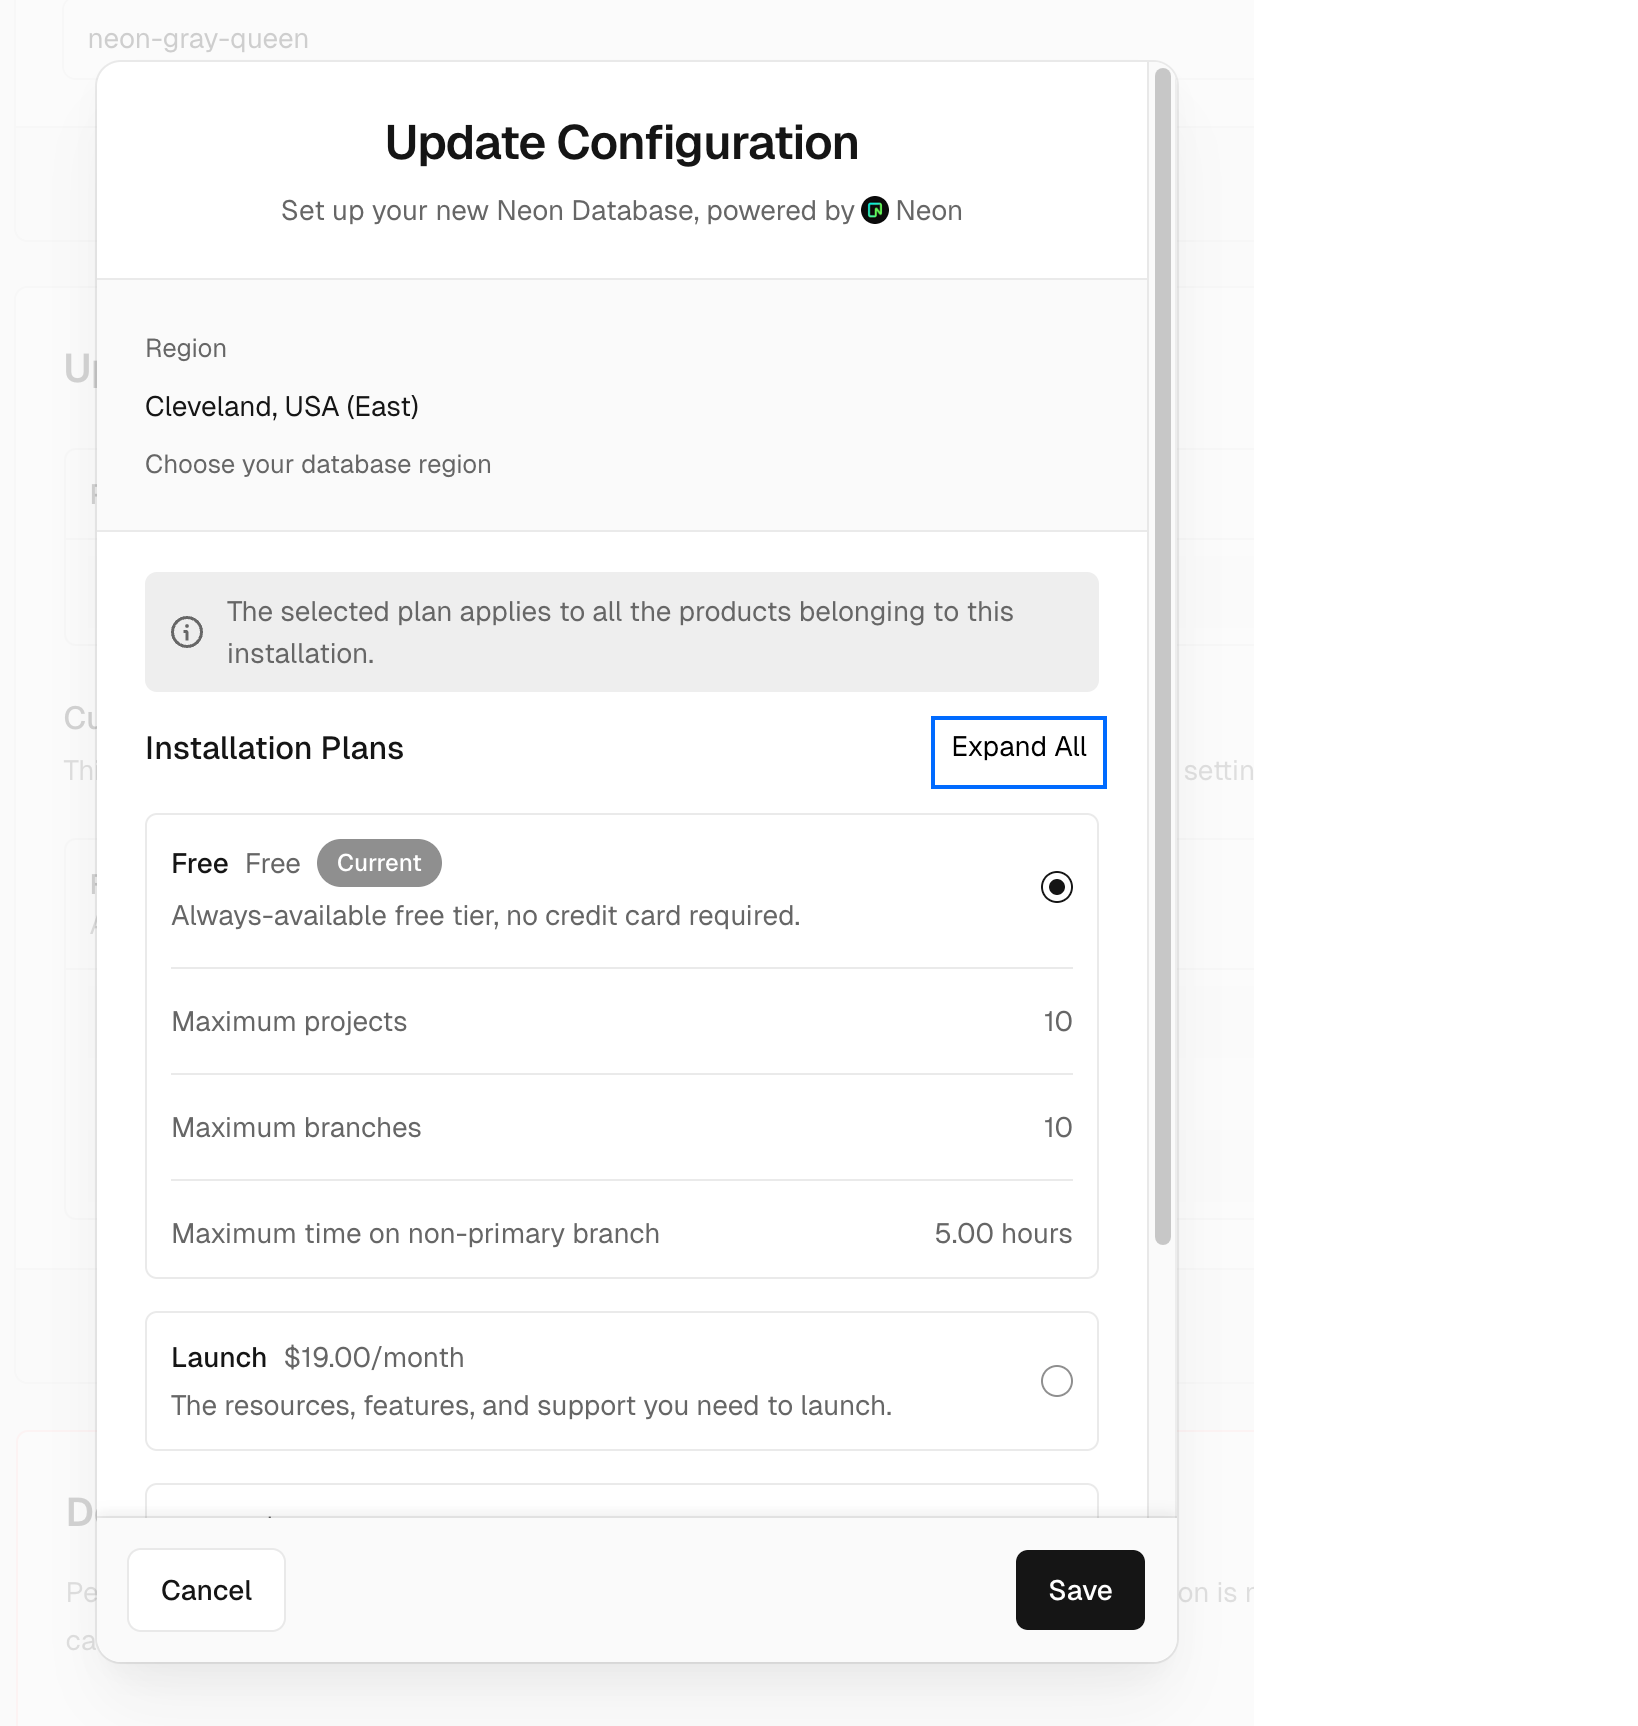 neon-gray-queen
Update Configuration
Set up your new Neon Database, powered by Neon
Region
Cleveland, USA (East)
Choose your database region
The selected plan applies to all the products belonging to this
installation.
Installation Plans
Expand All
Free Free Current
Always-available free tier, no credit card required.
Maximum projects 10
Maximum branches 10
Maximum time on non-primary branch 5.00 hours
Launch $19.00/month
The resources, features, and support you need to launch.
Cancel
Save
on is